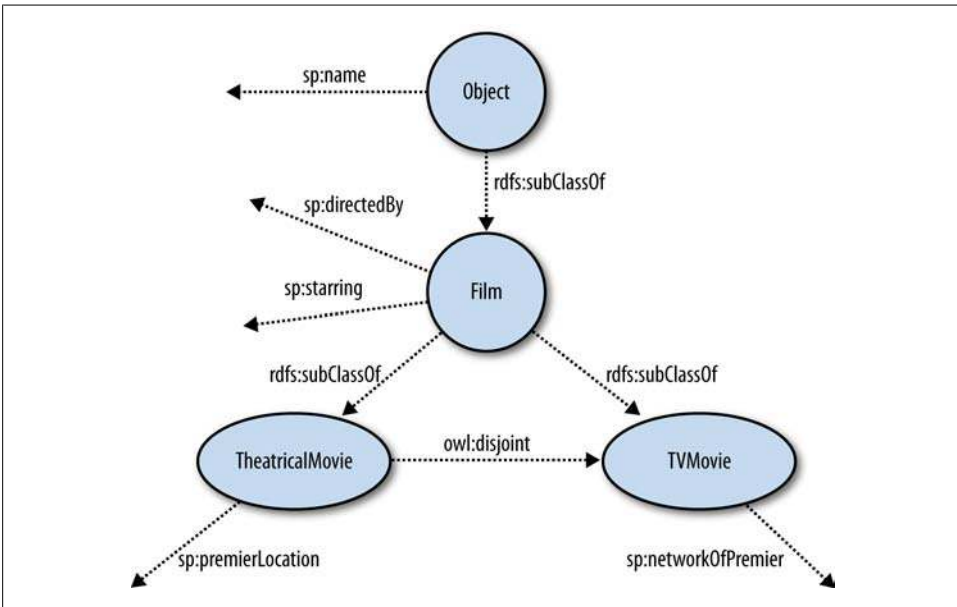 sp:name
Object
rdfs:subClassOf
sp:directedBy
sp:starring
Film
rdfs:subClassOf
rdfs:subClassOf
TheatricalMovie
owl:disjoint
TVMovie
sp:premierLocation
sp:networkOfPremier